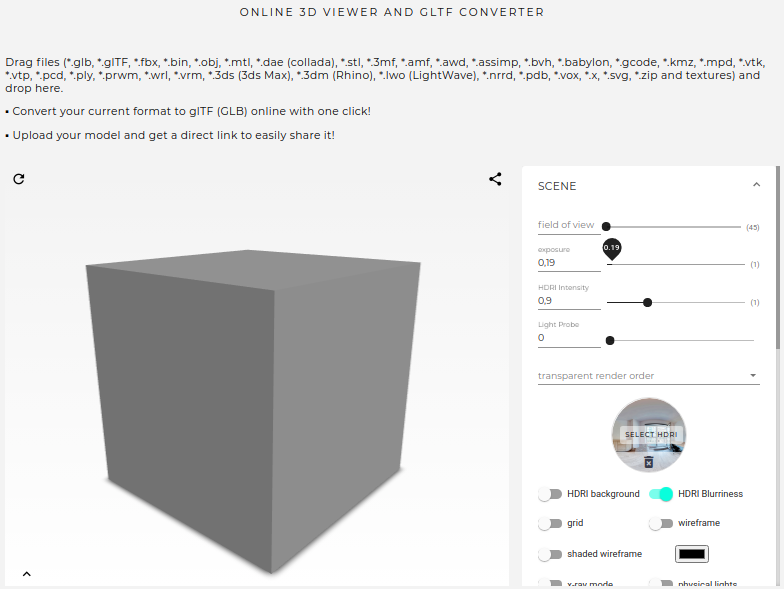 ONLINE 3D VIEWER AND GLTF CONVERTER
Drag files (*.glb, *.glTF, *.fbx, *.bin, *.obj, *.mtl, *.dae (collada), *.stl, *.3mf, *.amf, *.awd, *.assimp, *.bvh, *.babylon, *.gcode, *.kmz, *.mpd, *.vtk,
*.vtp, *.pcd, *.ply, *.prwm, *.wrl, *.vrm, *.3ds (3ds Max), *.3dm (Rhino), *.lwo (LightWave), *.nrrd, *.pdb, *.vox, *.x, *.svg, *.zip and textures) and
drop here.
▪ Convert your current format to glTF (GLB) online with one click!
▪ Upload your model and get a direct link to easily share it!
SCENE
field of view (45)
0.19
exposure
0,19 (1)
HDRI Intensity
0,9 (1)
Light Probe
0
transparent render order
SELECT HDRI
HDRI background HDRI Blurriness
grid wireframe
shaded wireframe
x-ray mode physical lights